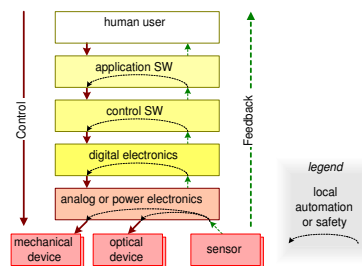 human user
application SW
control SW
digital electronics
analog or power electronics
mechanical
device
optical
device
sensor
Control
Feedback
legend
local
automation
or safety